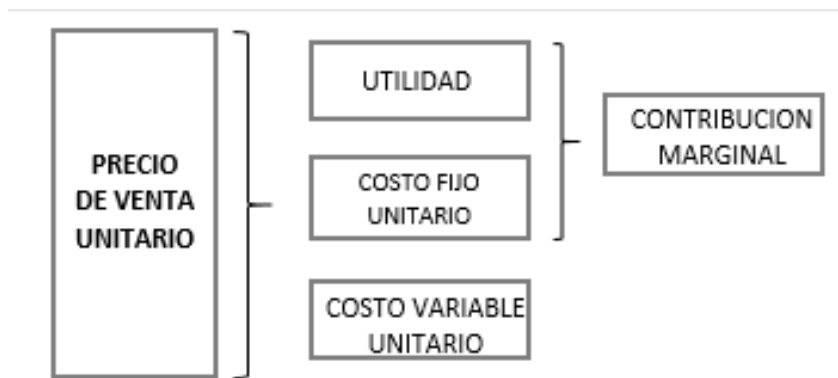 PRECIO
DE VENTA
UNITARIO
UTILIDAD
COSTO FIJO
UNITARIO
COSTO VARIABLE
UNITARIO
CONTRIBUCION
MARGINAL